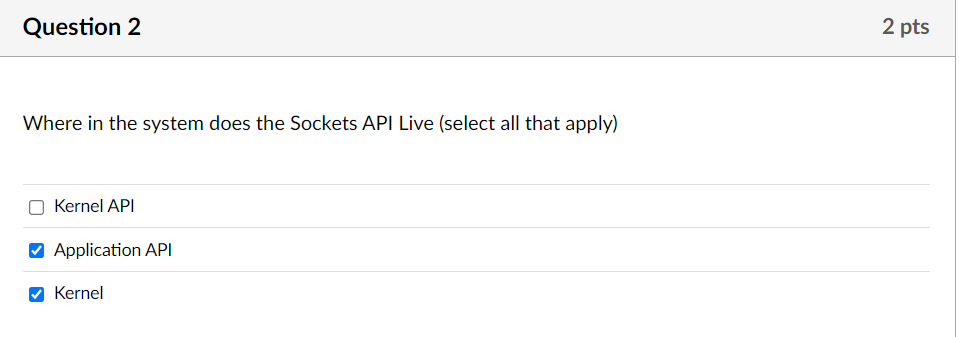 Question 2
2 pts
Where in the system does the Sockets API Live (select all that apply)
Kernel API
Application API
Kernel